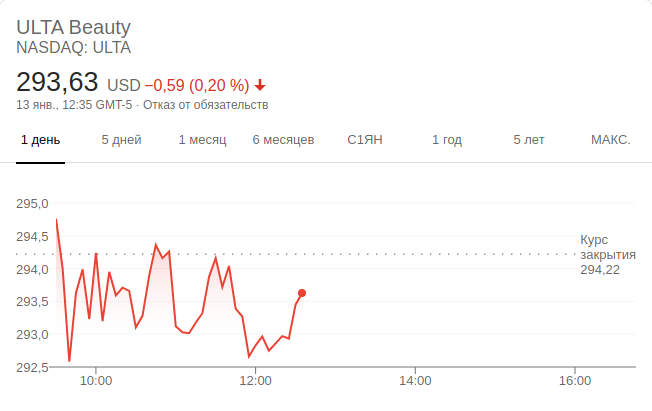 ULTA Beauty
NASDAQ: ULTA
293,63 USD −0,59 (0,20 %)
13 янв., 12:35 GMT-5 · Отказ от обязательств
1 день 5 дней 1 месяц 6 месяцев С1ЯН 1 год 5 лет МАКС.
295,0
294,5
Курс
закрытия
294,22
294,0
293,5
293,0
292,5
10:00 12:00 14:00 16:00